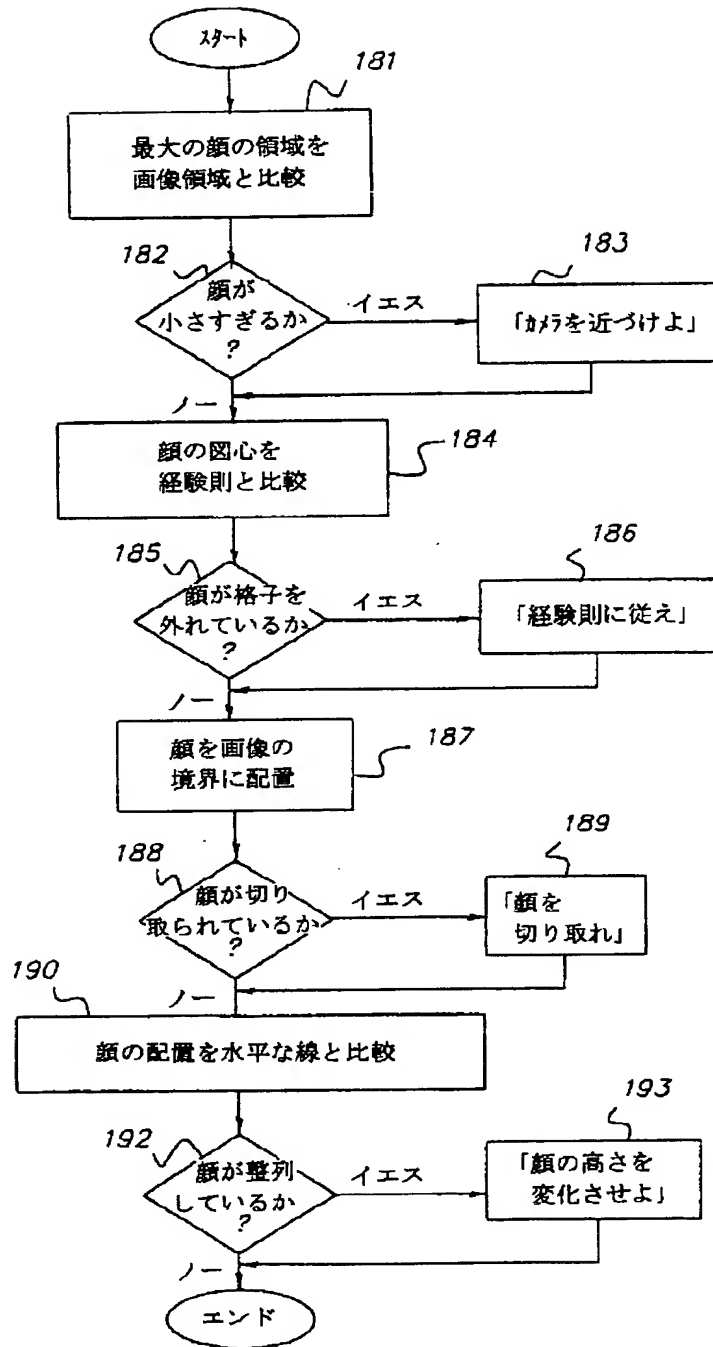 スタート
181
最大の顔の領域を
画像領域と比較
182
顔が
小さすぎるか
?
イエス
183
「カメラを近づけよ」
ノー
顔の図心を
経験則と比較
184
185
顔が格子を
外れているか
?
イエス
186
「経験則に従え」
ノー
顔を画像の
境界に配置
187
188
顔が切り
取られているか
?
イエス
189
「顔を
切り取れ」
ノー
190
顔の配置を水平な線と比較
192
顔が整列
しているか
?
イエス
193
「顔の高さを
変化させよ」
ノー
エンド